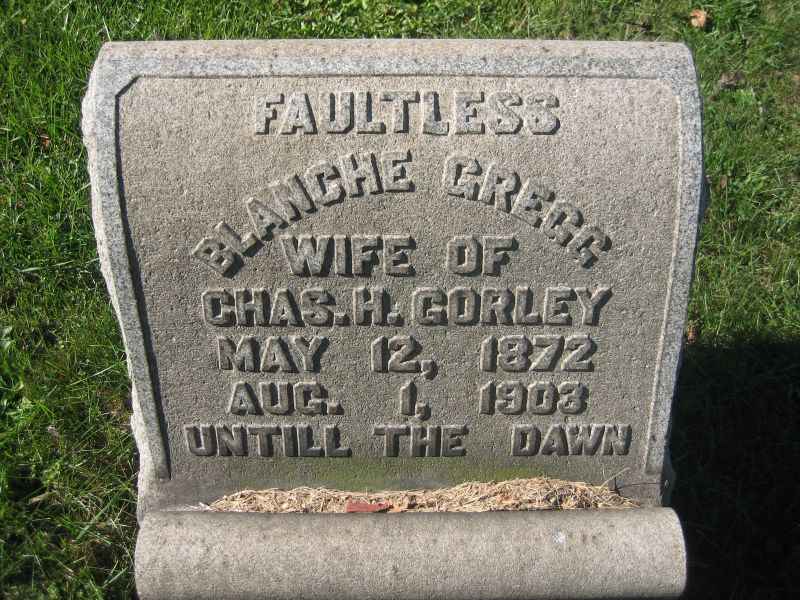 FAULTLESS
BLANCHE GREGG
WIFE OF
CHAS. H. GORLEY
MAY 12, 1872
AUG. 1, 1903
UNTILL THE DAWN